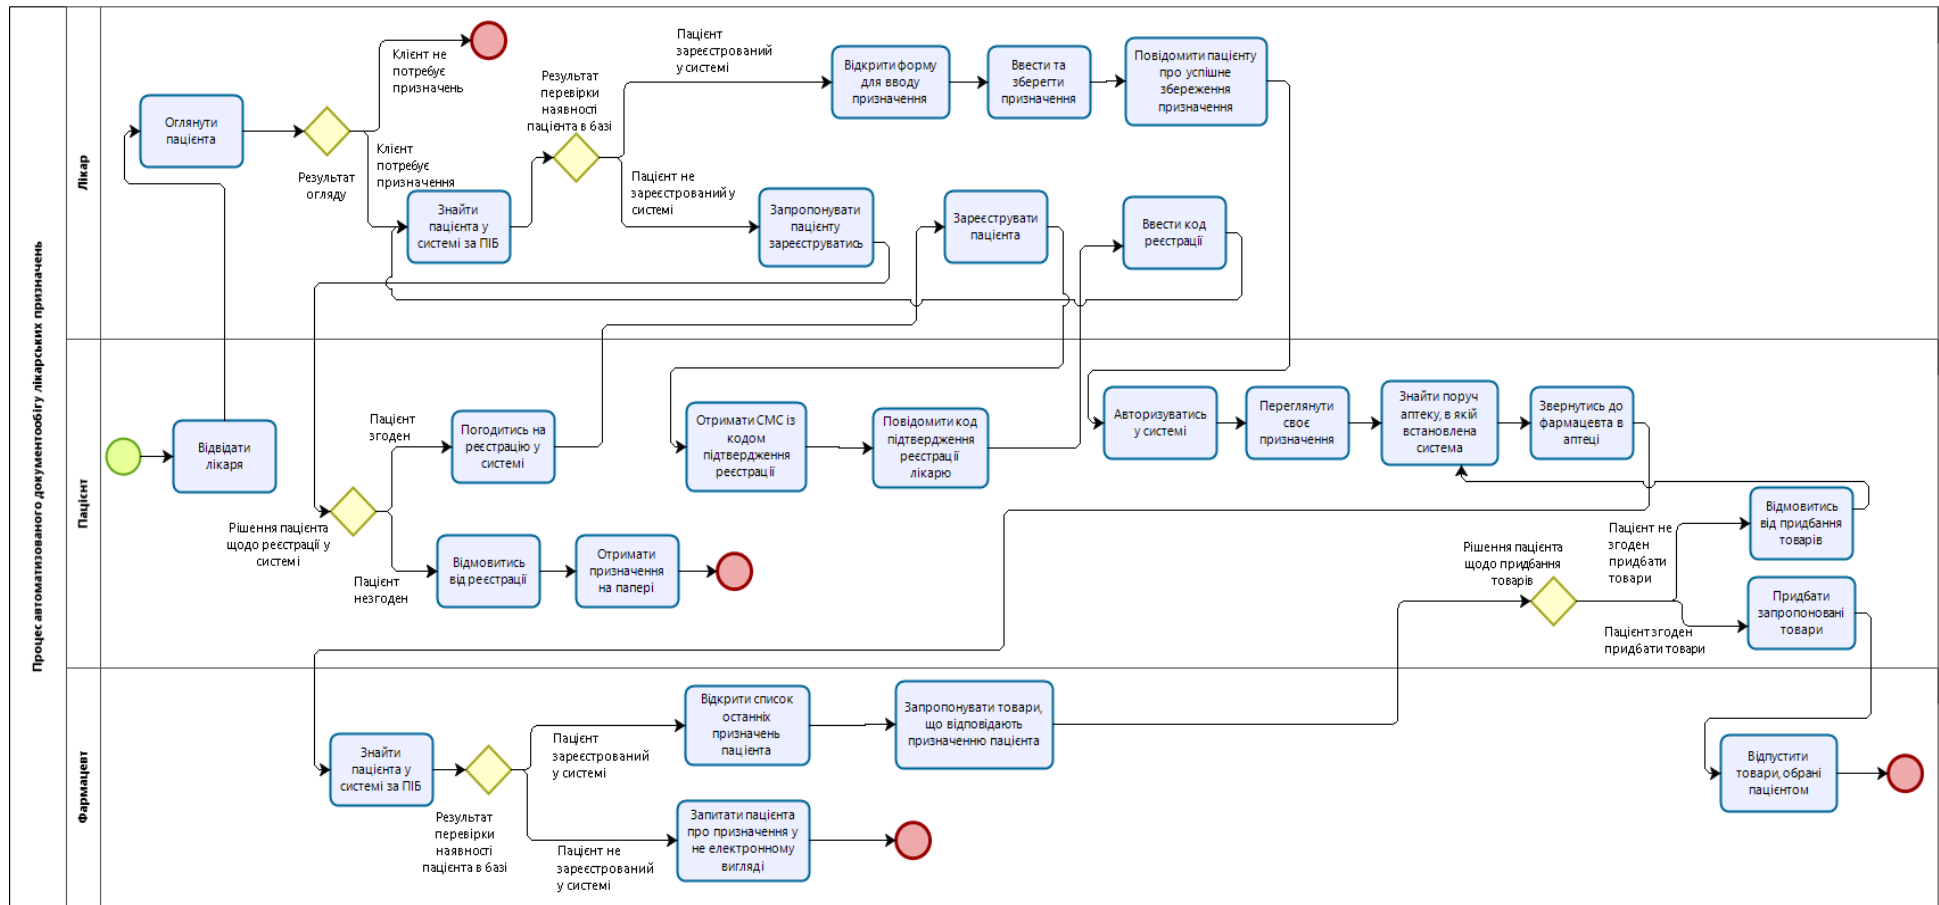 Процес автоматизованого документообігу лікарських призначень
Лікар
Оглянути
пацієнта
Результат
огляду
Клієнт не
потребує
призначень
Клієнт
потребує
призначення
Знайти
пацієнта у
системі за ПІБ
Результат
перевірки
наявності
пацієнта в базі
Пацієнт
зареєстрований
у системі
Відкрити форму
для вводу
призначення
Ввести та
зберегти
призначення
Повідомити пацієнту
про успішне
збереження
призначення
Пацієнт не
зареєстрований у
системі
Запропонувати
пацієнту
зареєструватись
Зареєструвати
пацієнта
Ввести код
реєстрації
Пацієнт
Відвідати
лікаря
Рішення пацієнта
щодо реєстрації у
системі
Пацієнт
згоден
Погодитись на
реєстрацію у
системі
Пацієнт
незгоден
Відмовитись
від реєстрації
Отримати
призначення
на папері
Отримати СМС із
кодом
підтвердження
реєстрації
Повідомити код
підтвердження
реєстрації
лікарю
Авторизуватись
у системі
Переглянути
своє
призначення
Знайти поруч
аптеку, в якій
встановлена
система
Звернутись до
фармацевта в
аптеці
Рішення пацієнта
щодо придбання
товарів
Пацієнт не
згоден
придбати
товари
Відмовитись
від придбання
товарів
Пацієнт згоден
придбати товари
Придбати
запропоновані
товари
Фармацевт
Знайти
пацієнта у
системі за ПІБ
Результат
перевірки
наявності
пацієнта в базі
Пацієнт
зареєстрований
у системі
Відкрити список
останніх
призначень
пацієнта
Запропонувати товари,
що відповідають
призначенню пацієнта
Пацієнт не
зареєстрований
у системі
Запитати пацієнта
про призначення у
не електронному
вигляді
Відпустити
товари, обрані
пацієнтом